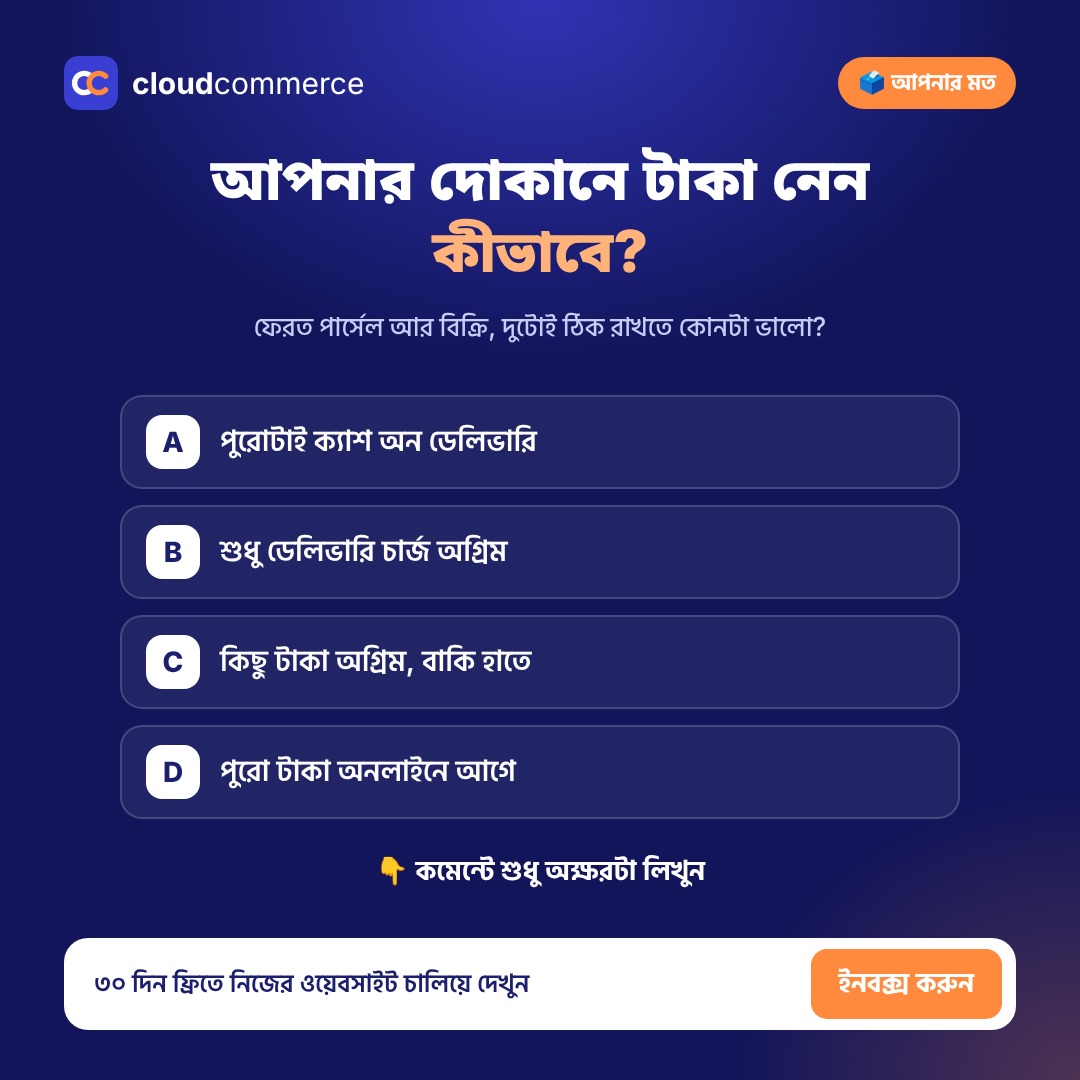 cloudcommerce
🗳️ আপনার মত
আপনার দোকানে টাকা নেন
কীভাবে?
ফেরত পার্সেল আর বিক্রি, দুটোই ঠিক রাখতে কোনটা ভালো?
A পুরোটাই ক্যাশ অন ডেলিভারি
B শুধু ডেলিভারি চার্জ অগ্রিম
C কিছু টাকা অগ্রিম, বাকি হাতে
D পুরো টাকা অনলাইনে আগে
👇 কমেন্টে শুধু অক্ষরটা লিখুন
৩০ দিন ফ্রিতে নিজের ওয়েবসাইট চালিয়ে দেখুন
ইনবক্স করুন